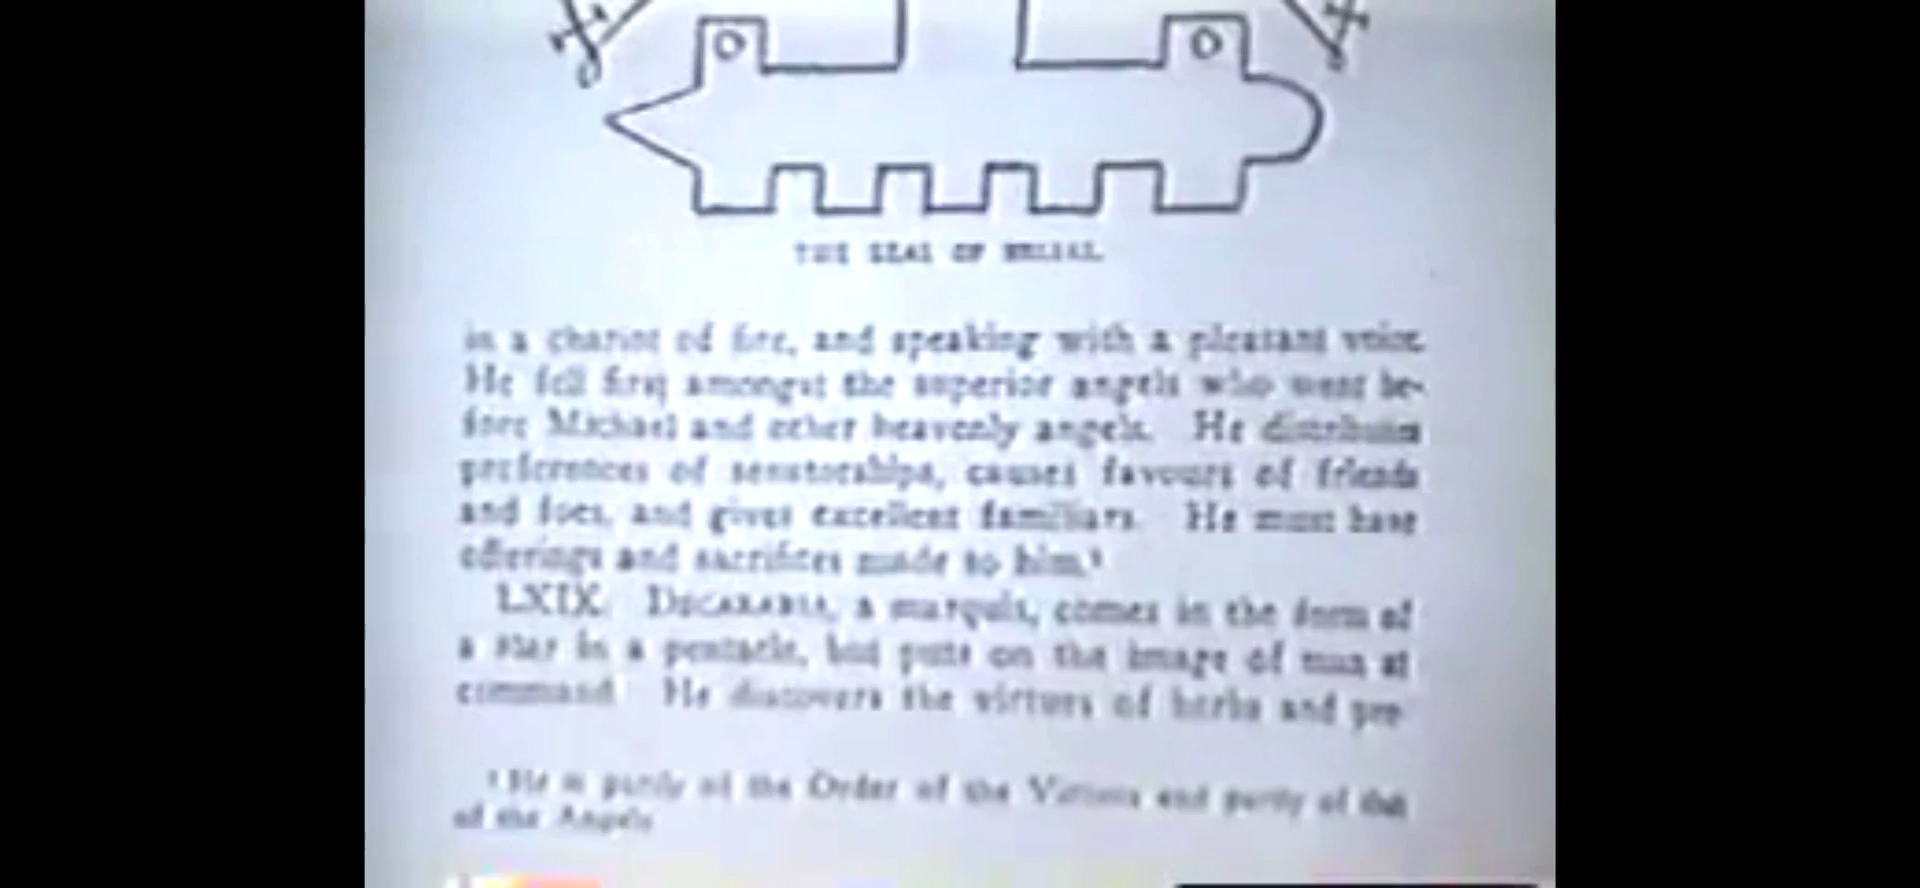 THE SEAL OF BELIAL
in a chariot of fire, and speaking with a pleasant voice.
He fell first amongst the superior angels who went be-
fore Michael and other heavenly angels. He distributes
preferences of senatorships, causes favours of friends
and foes, and gives excellent familiars. He must have
offerings and sacrifices made to him.¹
LXIX. DECARABIA, a marquis, comes in the form of
a star in a pentacle, but puts on the image of man at
command. He discovers the virtues of herbs and pre-
¹ He is partly of the Order of the Virtues and partly of that
of the Angels